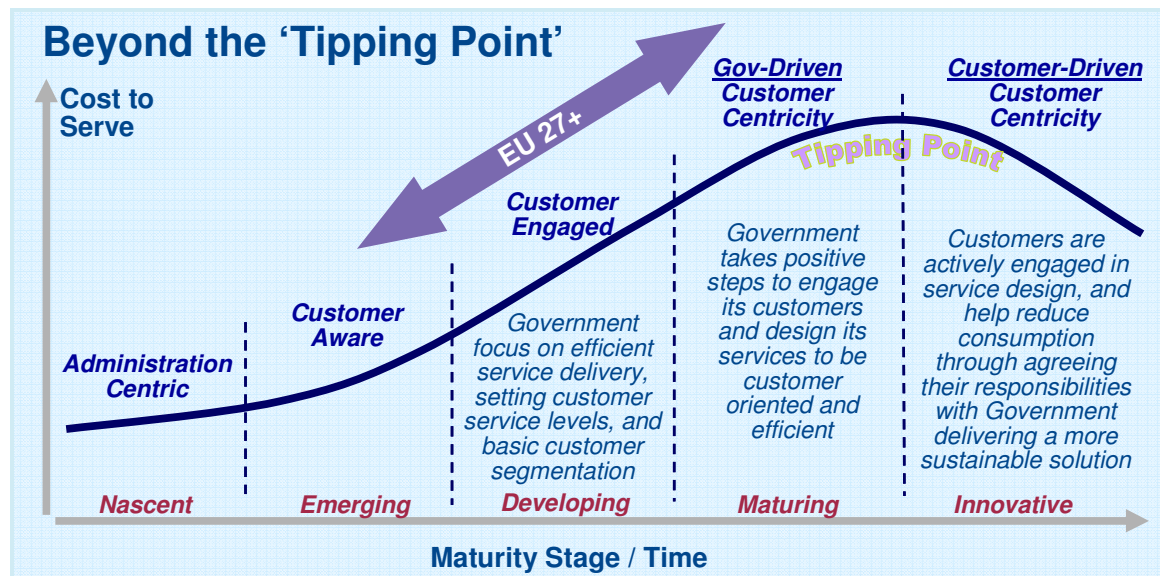 Beyond the 'Tipping Point'
Cost to
Serve
EU 27+
Gov-Driven
Customer
Centricity
Customer-Driven
Customer
Centricity
Tipping Point
Customer
Engaged
Customer
Aware
Administration
Centric
Government
focus on efficient
service delivery,
setting customer
service levels, and
basic customer
segmentation
Government
takes positive
steps to engage
its customers
and design its
services to be
customer
oriented and
efficient
Customers are
actively engaged in
service design, and
help reduce
consumption
through agreeing
their responsibilities
with Government
delivering a more
sustainable solution
Nascent
Emerging
Developing
Maturing
Innovative
Maturity Stage / Time